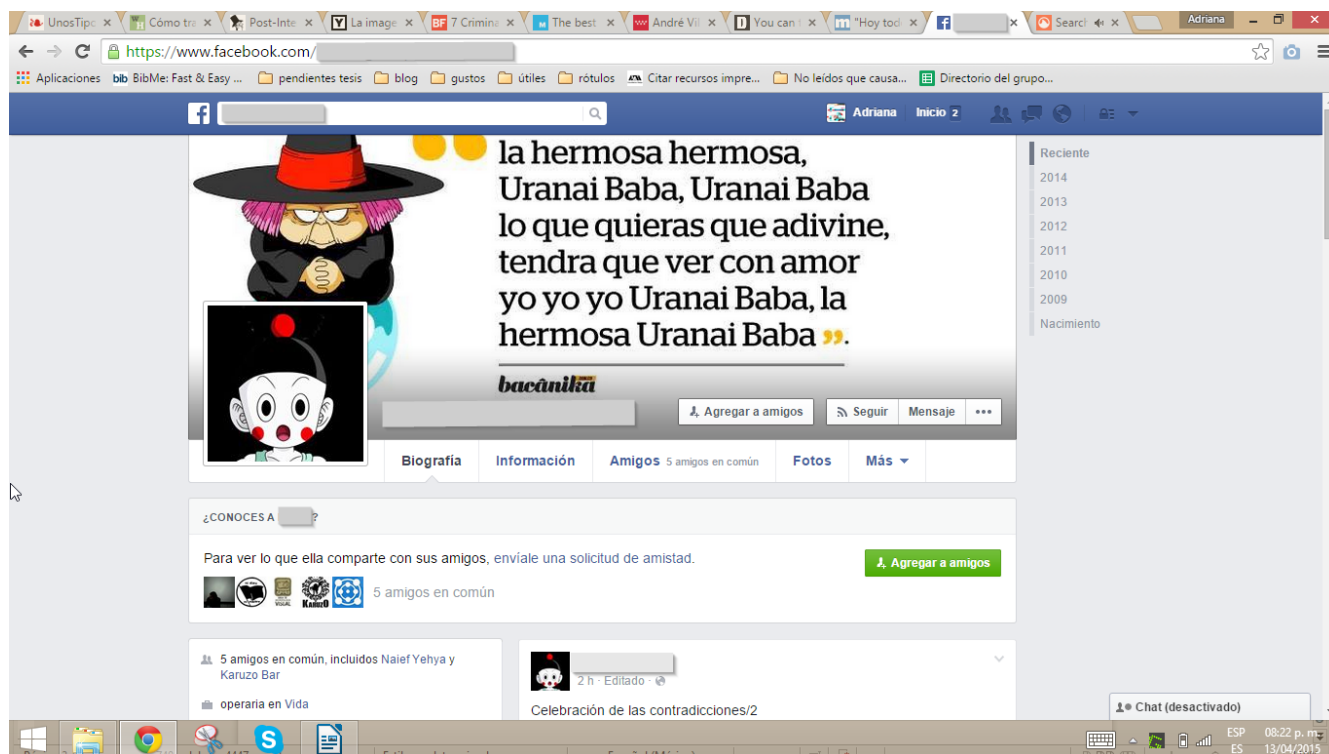 UnosTipo
Cómo tra
Post-Inte
La image
7 Crimina
The best
André Vil
You can t
"Hoy tod
Search
Adriana
https://www.facebook.com/
Aplicaciones
bib BibMe: Fast & Easy ...
pendientes tesis
blog
gustos
útiles
rótulos
Citar recursos impre...
No leídos que causa...
Directorio del grupo...
Adriana Inicio 2
la hermosa hermosa,
Uranai Baba, Uranai Baba
lo que quieras que adivine,
tendra que ver con amor
yo yo yo Uranai Baba, la
hermosa Uranai Baba ”.
bacânika
Agregar a amigos
Seguir
Mensaje
Biografía
Información
Amigos 5 amigos en común
Fotos
Más
Reciente
2014
2013
2012
2011
2010
2009
Nacimiento
¿CONOCES A ?
Para ver lo que ella comparte con sus amigos, envíale una solicitud de amistad.
Agregar a amigos
KARUZO
5 amigos en común
5 amigos en común, incluidos Naief Yehya y
Karuzo Bar
operaria en Vida
2 h · Editado ·
Celebración de las contradicciones/2
Chat (desactivado)
ESP
ES
08:22 p. m.
13/04/2015